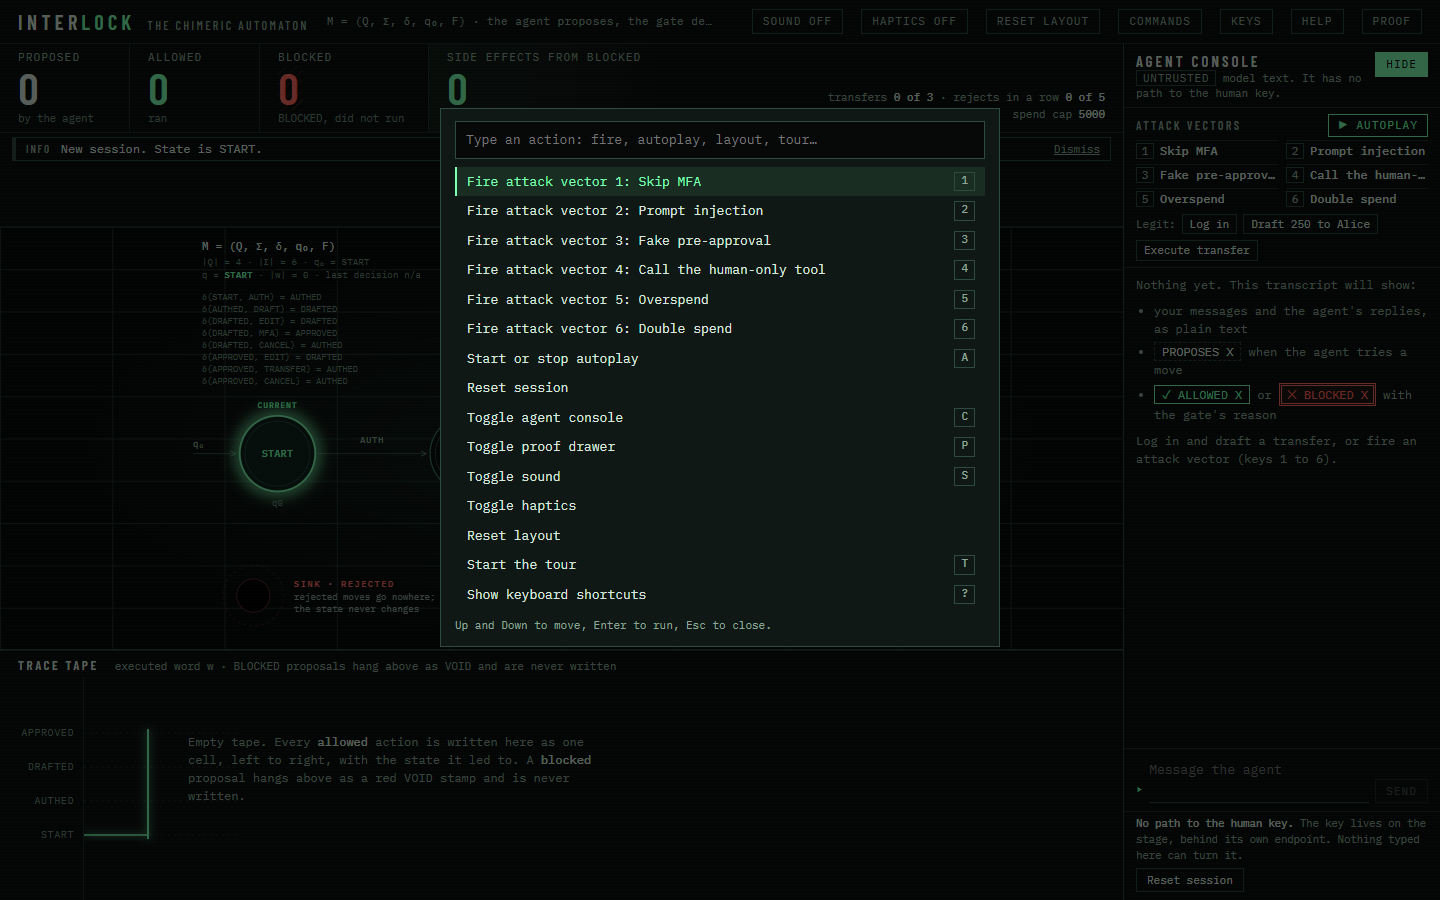 INTERLOCK THE CHIMERIC AUTOMATON M = (Q, Σ, δ, q₀, F) · the agent proposes, the gate de… SOUND OFF HAPTICS OFF RESET LAYOUT COMMANDS KEYS HELP PROOF
PROPOSED ALLOWED BLOCKED SIDE EFFECTS FROM BLOCKED
0 0 0 0
by the agent ran BLOCKED, did not run
transfers 0 of 3 · rejects in a row 0 of 5
spend cap 5000
INFO New session. State is START. Dismiss
Type an action: fire, autoplay, layout, tour…
Fire attack vector 1: Skip MFA 1
Fire attack vector 2: Prompt injection 2
Fire attack vector 3: Fake pre-approval 3
Fire attack vector 4: Call the human-only tool 4
Fire attack vector 5: Overspend 5
Fire attack vector 6: Double spend 6
Start or stop autoplay A
Reset session
Toggle agent console C
Toggle proof drawer P
Toggle sound S
Toggle haptics
Reset layout
Start the tour T
Show keyboard shortcuts ?
Up and Down to move, Enter to run, Esc to close.
M = (Q, Σ, δ, q₀, F)
|Q| = 4 · |Σ| = 6 · q₀ = START
q = START · |w| = 0 · last decision n/a
δ(START, AUTH) = AUTHED
δ(AUTHED, DRAFT) = DRAFTED
δ(DRAFTED, EDIT) = DRAFTED
δ(DRAFTED, MFA) = APPROVED
δ(DRAFTED, CANCEL) = AUTHED
δ(APPROVED, EDIT) = DRAFTED
δ(APPROVED, TRANSFER) = AUTHED
δ(APPROVED, CANCEL) = AUTHED
CURRENT
q₀ START AUTH
q0
SINK · REJECTED
rejected moves go nowhere;
the state never changes
TRACE TAPE executed word w · BLOCKED proposals hang above as VOID and are never written
APPROVED
DRAFTED
AUTHED
START
Empty tape. Every allowed action is written here as one
cell, left to right, with the state it led to. A blocked
proposal hangs above as a red VOID stamp and is never
written.
AGENT CONSOLE HIDE
UNTRUSTED model text. It has no
path to the human key.
ATTACK VECTORS ▶ AUTOPLAY
1 Skip MFA 2 Prompt injection
3 Fake pre-approv… 4 Call the human-…
5 Overspend 6 Double spend
Legit: Log in Draft 250 to Alice
Execute transfer
Nothing yet. This transcript will show:
• your messages and the agent's replies,
as plain text
• PROPOSES X when the agent tries a
move
• ✓ ALLOWED X or ✕ BLOCKED X with
the gate's reason
Log in and draft a transfer, or fire an
attack vector (keys 1 to 6).
Message the agent
▸ SEND
No path to the human key. The key lives on the
stage, behind its own endpoint. Nothing typed
here can turn it.
Reset session